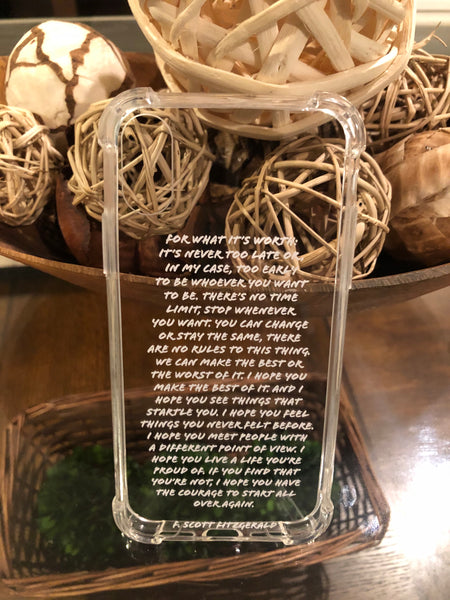 FOR WHAT IT'S WORTH:
IT'S NEVER TOO LATE OR
IN MY CASE, TOO EARLY
TO BE WHOEVER YOU WANT
TO BE. THERE'S NO TIME
LIMIT, STOP WHENEVER
YOU WANT. YOU CAN CHANGE
OR STAY THE SAME, THERE
ARE NO RULES TO THIS THING.
WE CAN MAKE THE BEST OR
THE WORST OF IT. I HOPE YOU
MAKE THE BEST OF IT. AND I
HOPE YOU SEE THINGS THAT
STARTLE YOU. I HOPE YOU FEEL
THINGS YOU NEVER FELT BEFORE.
I HOPE YOU MEET PEOPLE WITH
A DIFFERENT POINT OF VIEW. I
HOPE YOU LIVE A LIFE YOU'RE
PROUD OF. IF YOU FIND THAT
YOU'RE NOT, I HOPE YOU HAVE
THE COURAGE TO START ALL
OVER AGAIN.
F. SCOTT FITZGERALD